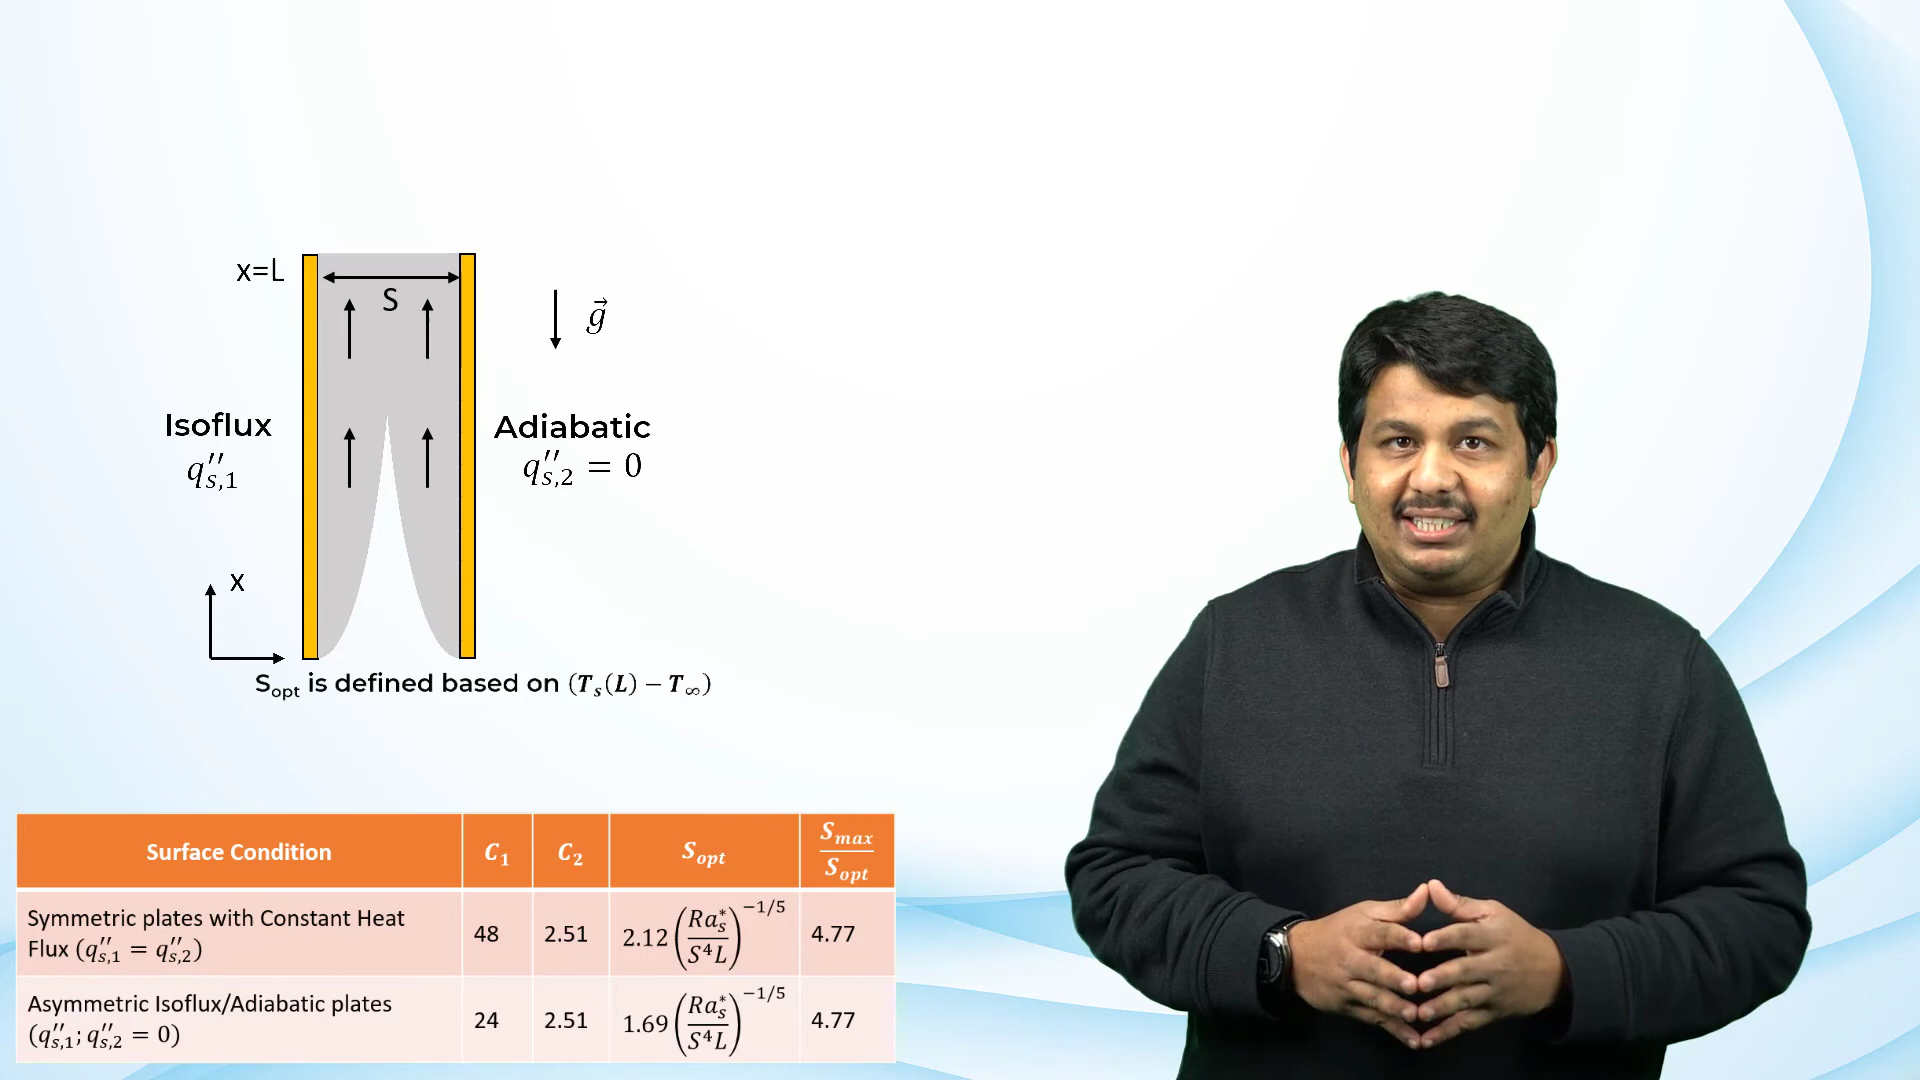 x=L
S
g⃗
Isoflux
q″s,1
Adiabatic
q″s,2 = 0
x
Sopt is defined based on (Ts(L) − T∞)
Surface Condition C1 C2 Sopt Smax/Sopt
Symmetric plates with Constant Heat
Flux (q″s,1 = q″s,2) 48 2.51 2.12 (Ra*s/S⁴L)^−1/5 4.77
Asymmetric Isoflux/Adiabatic plates
(q″s,1; q″s,2 = 0) 24 2.51 1.69 (Ra*s/S⁴L)^−1/5 4.77